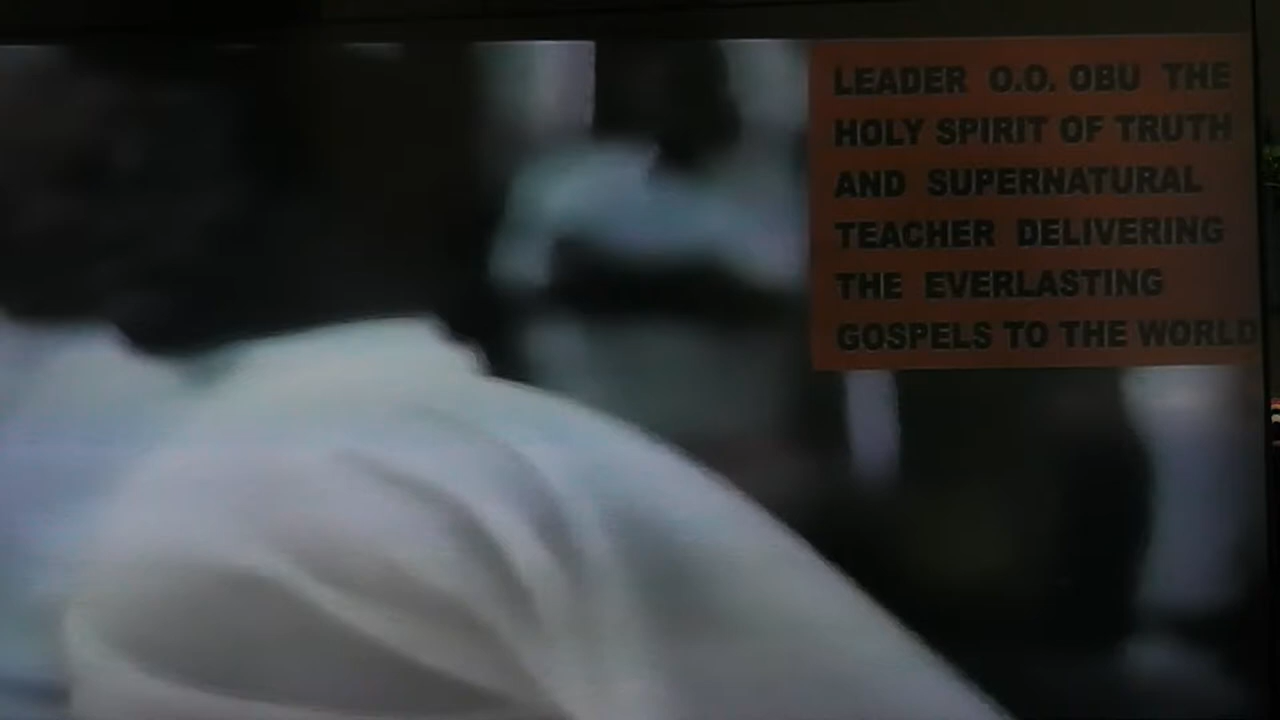 LEADER O.O. OBU THE
HOLY SPIRIT OF TRUTH
AND SUPERNATURAL
TEACHER DELIVERING
THE EVERLASTING
GOSPELS TO THE WORLD